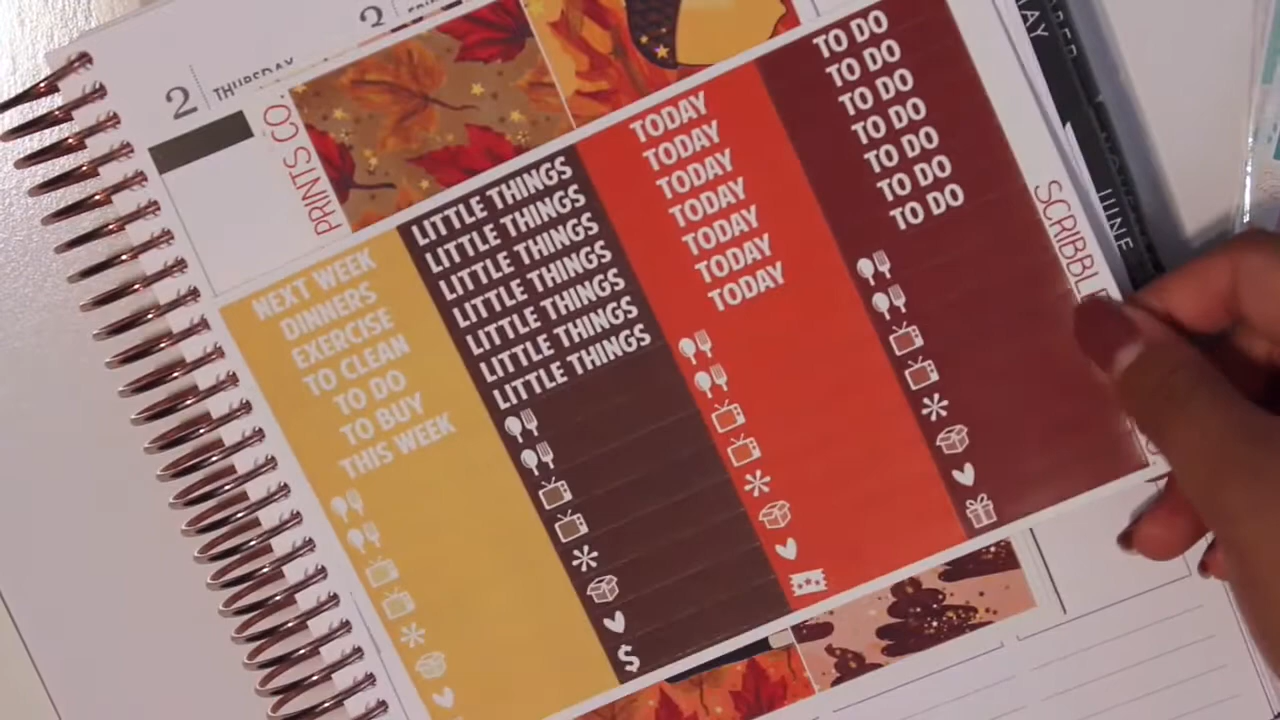 2
2
THURSDAY
PRINTS CO
NEXT WEEK
DINNERS
EXERCISE
TO CLEAN
TO DO
TO BUY
THIS WEEK
LITTLE THINGS
LITTLE THINGS
LITTLE THINGS
LITTLE THINGS
LITTLE THINGS
LITTLE THINGS
LITTLE THINGS
$
TODAY
TODAY
TODAY
TODAY
TODAY
TODAY
TODAY
TO DO
TO DO
TO DO
TO DO
TO DO
TO DO
TO DO
SCRIBBLE
JUNE